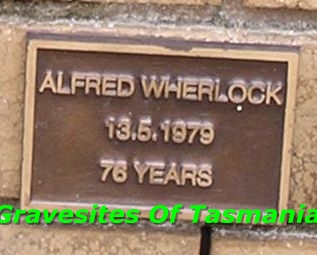 ALFRED WHERLOCK
13.5.1979
76 YEARS
Gravesites Of Tasmania